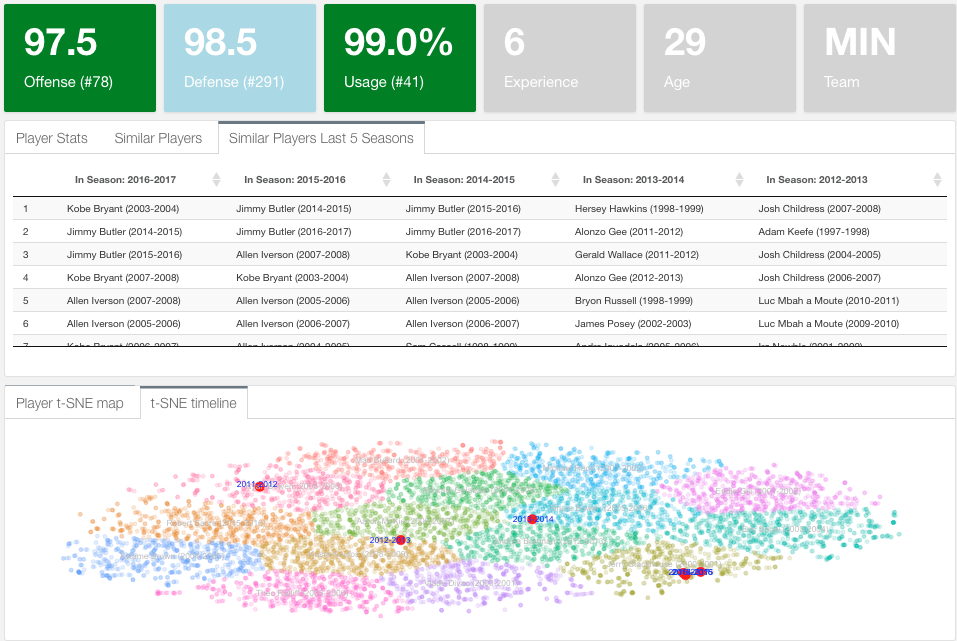 97.5
Offense (#78)
98.5
Defense (#291)
99.0%
Usage (#41)
6
Experience
29
Age
MIN
Team
Player Stats Similar Players Similar Players Last 5 Seasons
In Season: 2016-2017 In Season: 2015-2016 In Season: 2014-2015 In Season: 2013-2014 In Season: 2012-2013
1 Kobe Bryant (2003-2004) Jimmy Butler (2014-2015) Jimmy Butler (2015-2016) Hersey Hawkins (1998-1999) Josh Childress (2007-2008)
2 Jimmy Butler (2014-2015) Jimmy Butler (2016-2017) Jimmy Butler (2016-2017) Alonzo Gee (2011-2012) Adam Keefe (1997-1998)
3 Jimmy Butler (2015-2016) Allen Iverson (2007-2008) Kobe Bryant (2003-2004) Gerald Wallace (2011-2012) Josh Childress (2004-2005)
4 Kobe Bryant (2007-2008) Kobe Bryant (2003-2004) Allen Iverson (2007-2008) Alonzo Gee (2012-2013) Josh Childress (2006-2007)
5 Allen Iverson (2007-2008) Allen Iverson (2005-2006) Allen Iverson (2005-2006) Bryon Russell (1998-1999) Luc Mbah a Moute (2010-2011)
6 Allen Iverson (2005-2006) Allen Iverson (2006-2007) Allen Iverson (2006-2007) James Posey (2002-2003) Luc Mbah a Moute (2009-2010)
Player t-SNE map t-SNE timeline
2011-2012
2013-2014
2012-2013